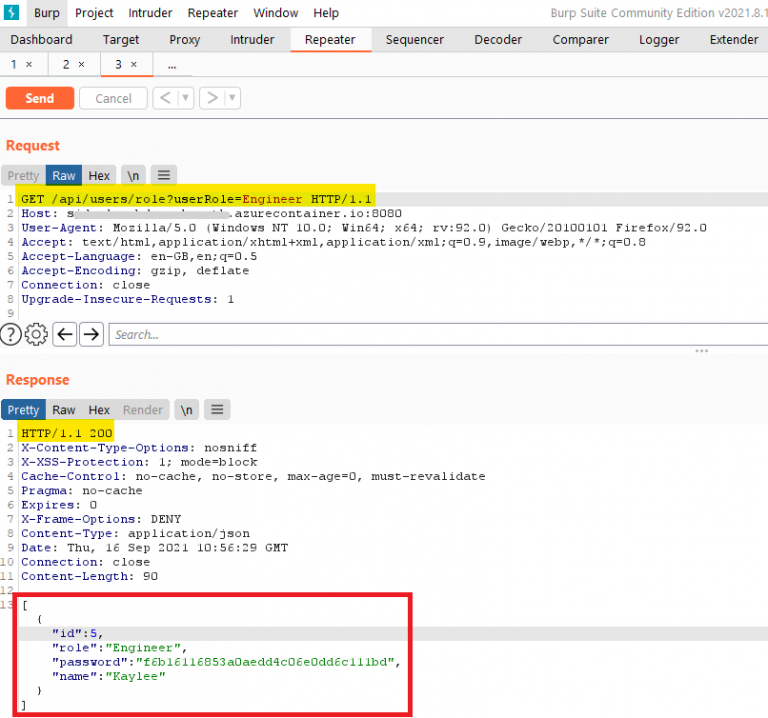 Burp Project Intruder Repeater Window Help Burp Suite Community Edition v2021.8.1
Dashboard Target Proxy Intruder Repeater Sequencer Decoder Comparer Logger Extender
1 × 2 × 3 × ...
Send Cancel < ▼ > ▼
Request
Pretty Raw Hex \n
1 GET /api/users/role?userRole=Engineer HTTP/1.1
2 Host: .azurecontainer.io:8080
3 User-Agent: Mozilla/5.0 (Windows NT 10.0; Win64; x64; rv:92.0) Gecko/20100101 Firefox/92.0
4 Accept: text/html,application/xhtml+xml,application/xml;q=0.9,image/webp,*/*;q=0.8
5 Accept-Language: en-GB,en;q=0.5
6 Accept-Encoding: gzip, deflate
7 Connection: close
8 Upgrade-Insecure-Requests: 1
9
? Search...
Response
Pretty Raw Hex Render \n
1 HTTP/1.1 200
2 X-Content-Type-Options: nosniff
3 X-XSS-Protection: 1; mode=block
4 Cache-Control: no-cache, no-store, max-age=0, must-revalidate
5 Pragma: no-cache
6 Expires: 0
7 X-Frame-Options: DENY
8 Content-Type: application/json
9 Date: Thu, 16 Sep 2021 10:56:29 GMT
10 Connection: close
11 Content-Length: 90
12
13 [
{
"id":5,
"role":"Engineer",
"password":"f6b16116853a0aedd4c06e0dd6c111bd",
"name":"Kaylee"
}
]